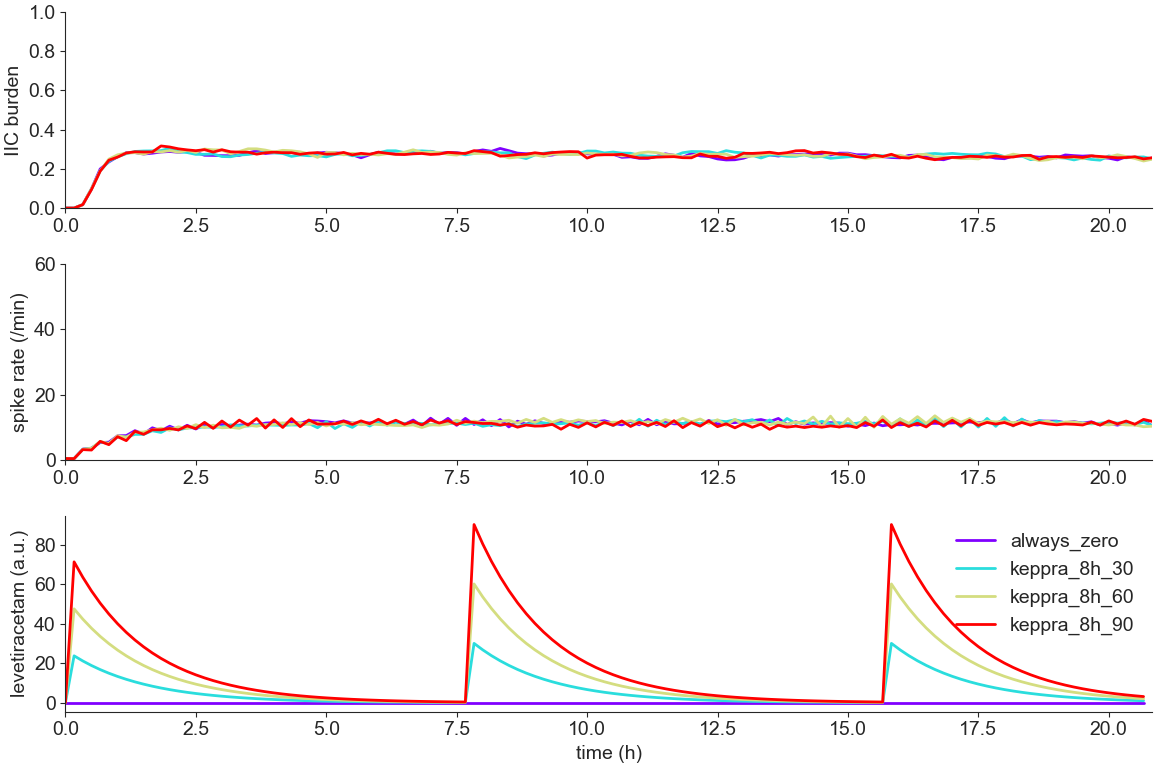 1.0
0.8
0.6
0.4
0.2
0.0
IIC burden
0.0 2.5 5.0 7.5 10.0 12.5 15.0 17.5 20.0
60
40
20
0
spike rate (/min)
0.0 2.5 5.0 7.5 10.0 12.5 15.0 17.5 20.0
80
60
40
20
0
levetiracetam (a.u.)
always_zero
keppra_8h_30
keppra_8h_60
keppra_8h_90
0.0 2.5 5.0 7.5 10.0 12.5 15.0 17.5 20.0
time (h)